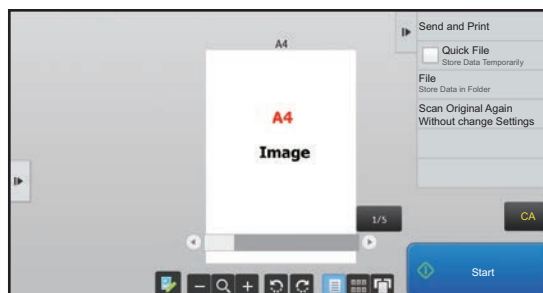 A4
A4
Image
1/5
Send and Print
Quick File
Store Data Temporarily
File
Store Data in Folder
Scan Original Again
Without change Settings
CA
Start